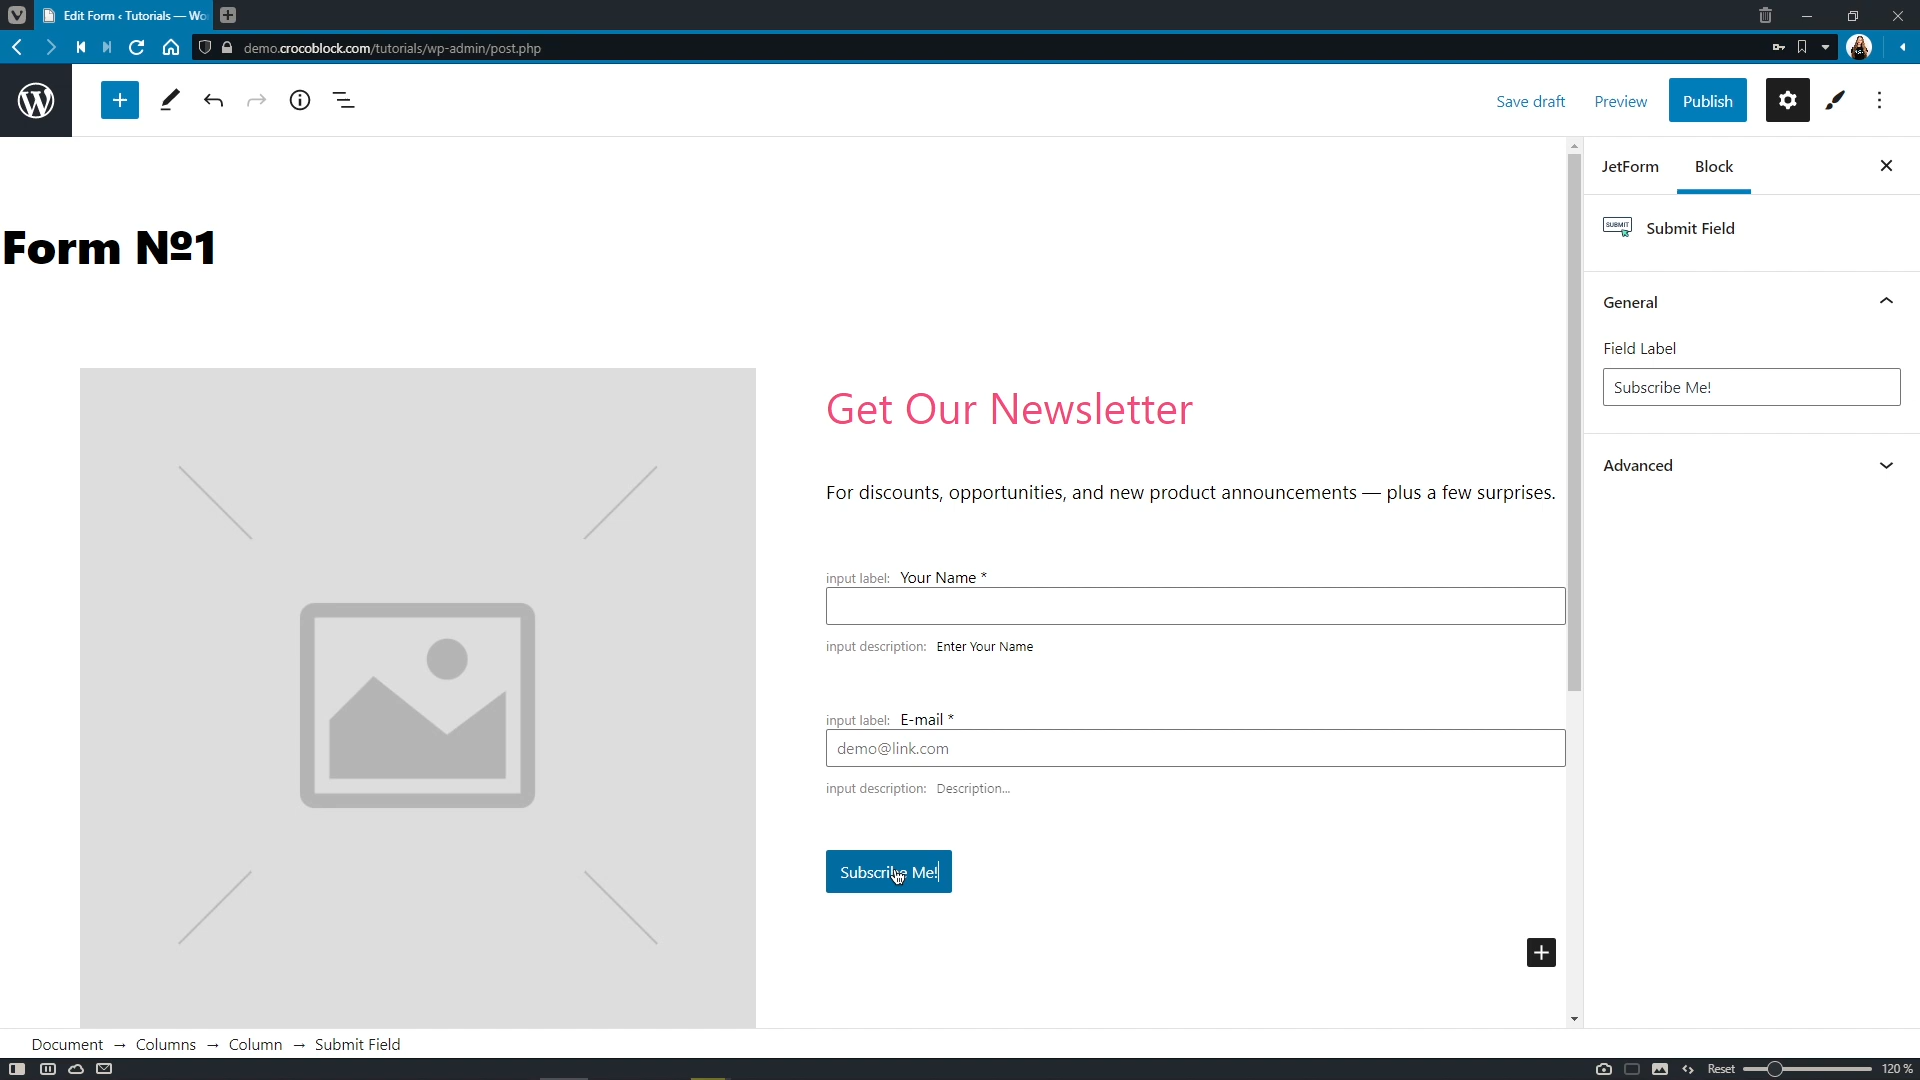 Edit Form ‹ Tutorials — Wo
demo.crocoblock.com/tutorials/wp-admin/post.php
Save draft
Preview
Publish
JetForm
Block
SUBMIT
Submit Field
General
Field Label
Subscribe Me!
Advanced
Form №1
Get Our Newsletter
For discounts, opportunities, and new product announcements — plus a few surprises.
input label: Your Name *
input description: Enter Your Name
input label: E-mail *
demo@link.com
input description: Description...
Subscribe Me!
Document → Columns → Column → Submit Field
Reset
120 %